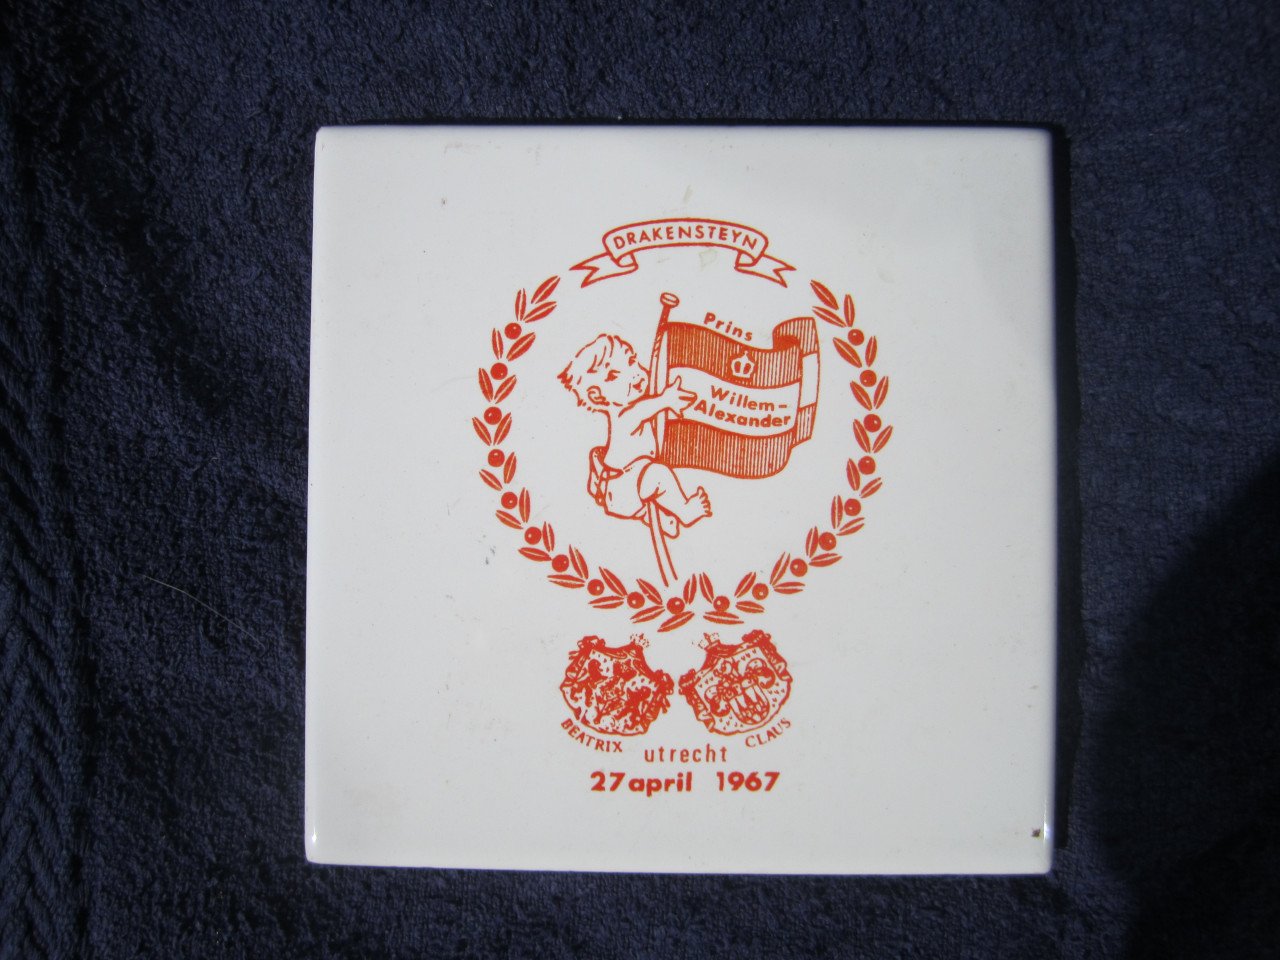 DRAKENSTEYN
Prins
Willem-
Alexander
BEATRIX
CLAUS
utrecht
27 april 1967